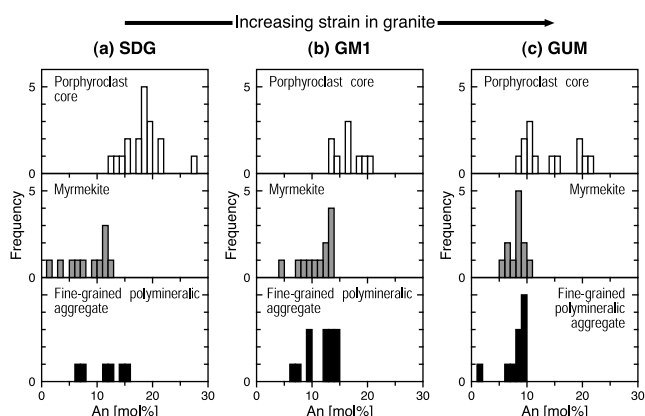 Increasing strain in granite
(a) SDG
(b) GM1
(c) GUM
Porphyroclast
core
Porphyroclast core
Porphyroclast core
5
0
5
0
5
0
Myrmekite
Myrmekite
Myrmekite
Frequency
Frequency
Frequency
5
0
5
0
5
0
Fine-grained polymineralic
aggregate
Fine-grained polymineralic
aggregate
Fine-grained
polymineralic
aggregate
0
0
0
0 10 20 30
0 10 20 30
0 10 20 30
An [mol%]
An [mol%]
An [mol%]